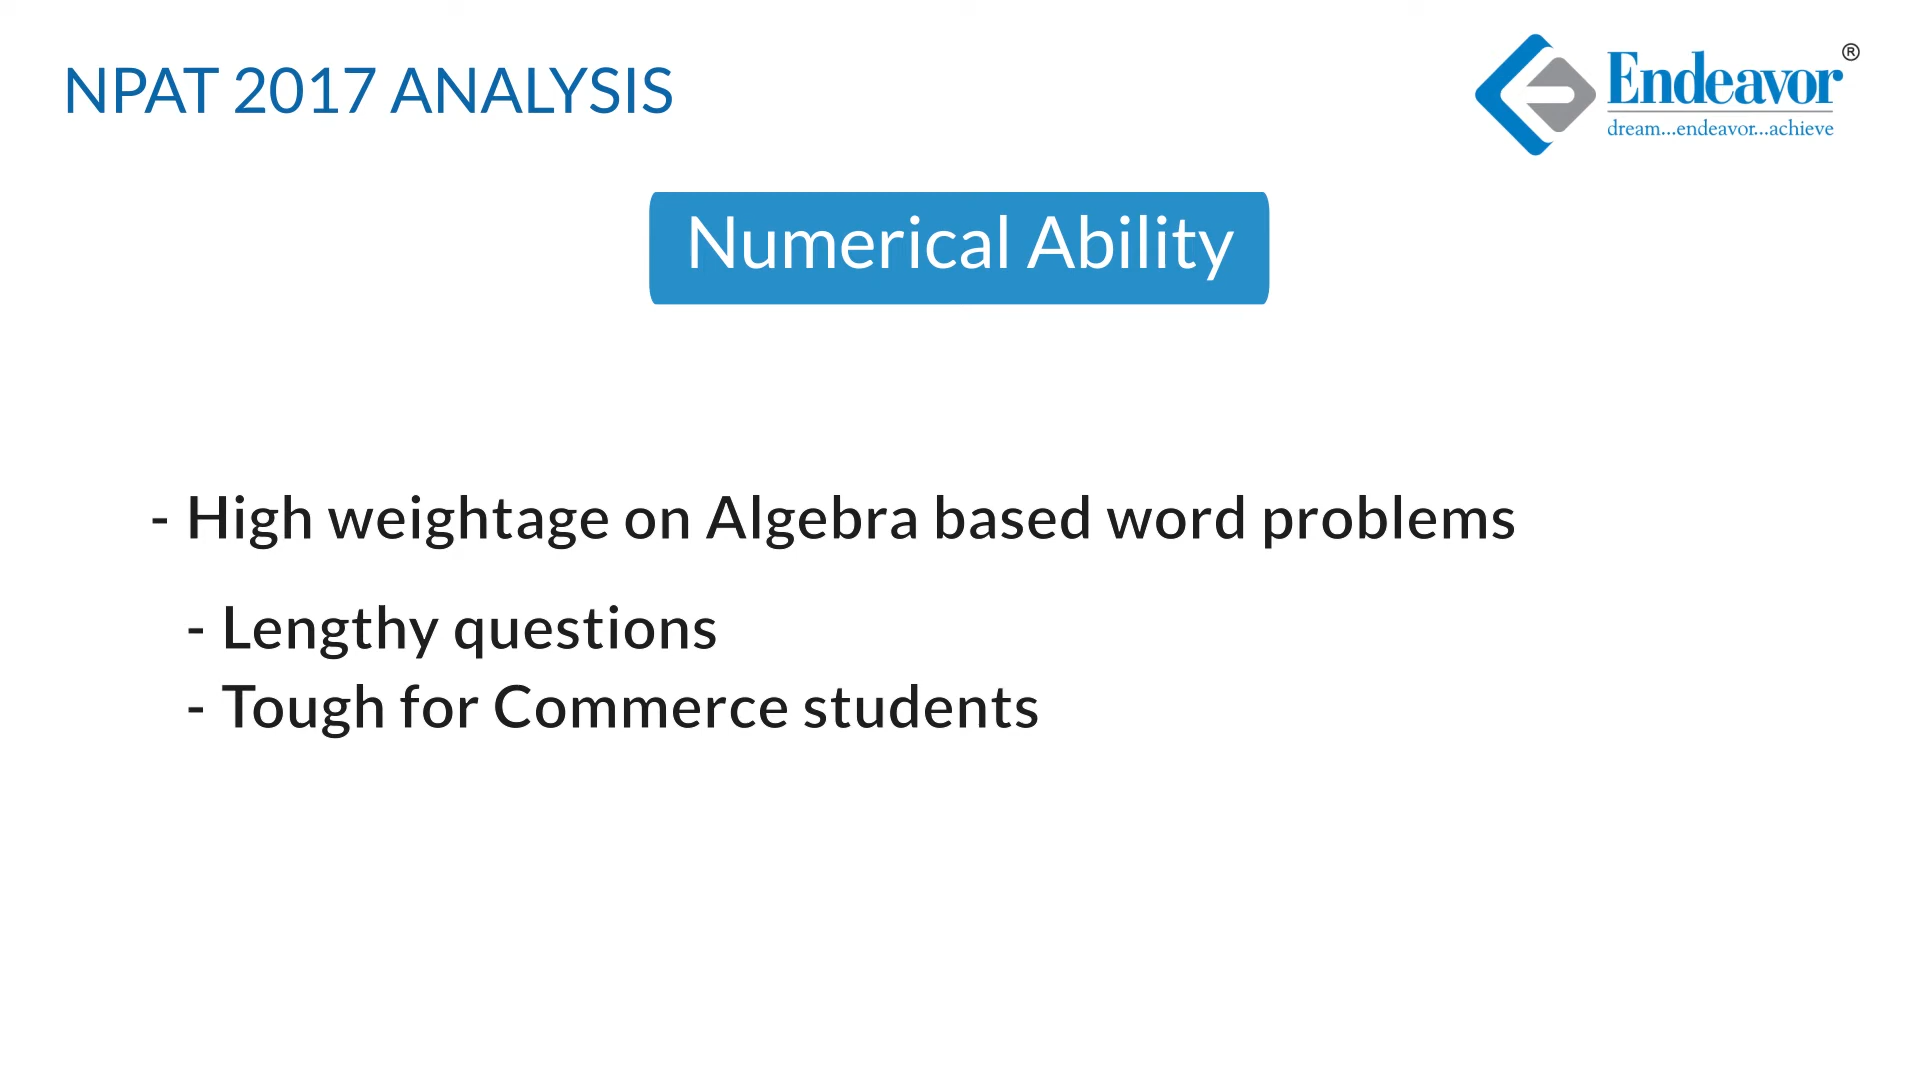 NPAT 2017 ANALYSIS
Endeavor®
dream...endeavor...achieve
Numerical Ability
- High weightage on Algebra based word problems
- Lengthy questions
- Tough for Commerce students